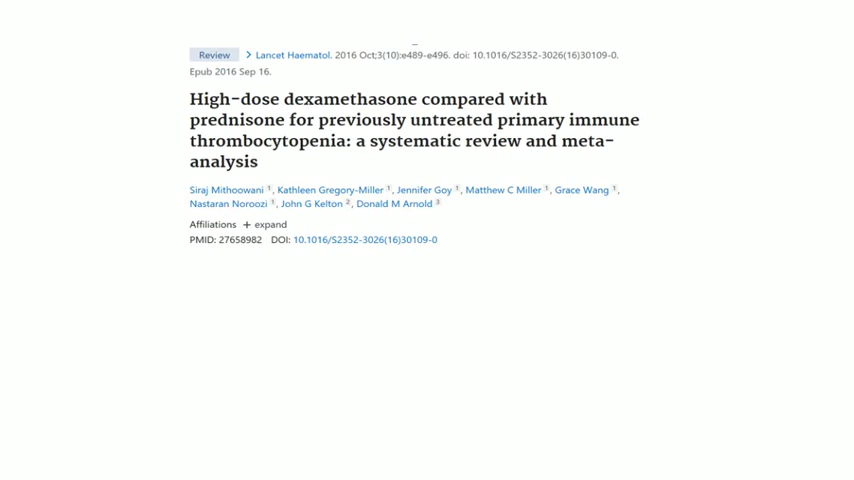 Review > Lancet Haematol. 2016 Oct;3(10):e489-e496. doi: 10.1016/S2352-3026(16)30109-0.
Epub 2016 Sep 16.
High-dose dexamethasone compared with
prednisone for previously untreated primary immune
thrombocytopenia: a systematic review and meta-
analysis
Siraj Mithoowani 1, Kathleen Gregory-Miller 1, Jennifer Goy 1, Matthew C Miller 1, Grace Wang 1,
Nastaran Noroozi 1, John G Kelton 2, Donald M Arnold 3
Affiliations + expand
PMID: 27658982 DOI: 10.1016/S2352-3026(16)30109-0